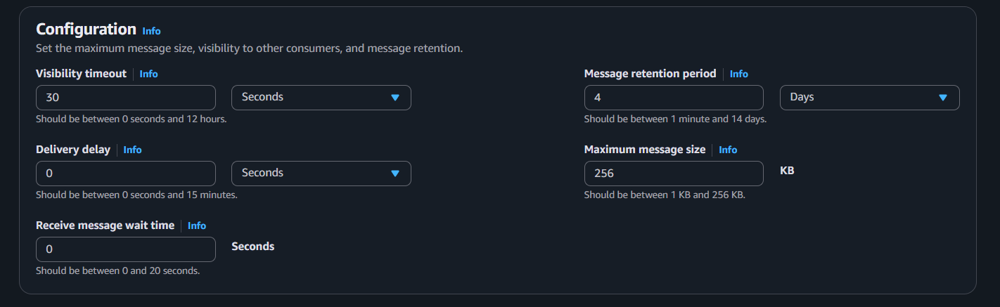 Configuration Info
Set the maximum message size, visibility to other consumers, and message retention.
Visibility timeout Info
30 Seconds
Should be between 0 seconds and 12 hours.
Message retention period Info
4 Days
Should be between 1 minute and 14 days.
Delivery delay Info
0 Seconds
Should be between 0 seconds and 15 minutes.
Maximum message size Info
256 KB
Should be between 1 KB and 256 KB.
Receive message wait time Info
0 Seconds
Should be between 0 and 20 seconds.